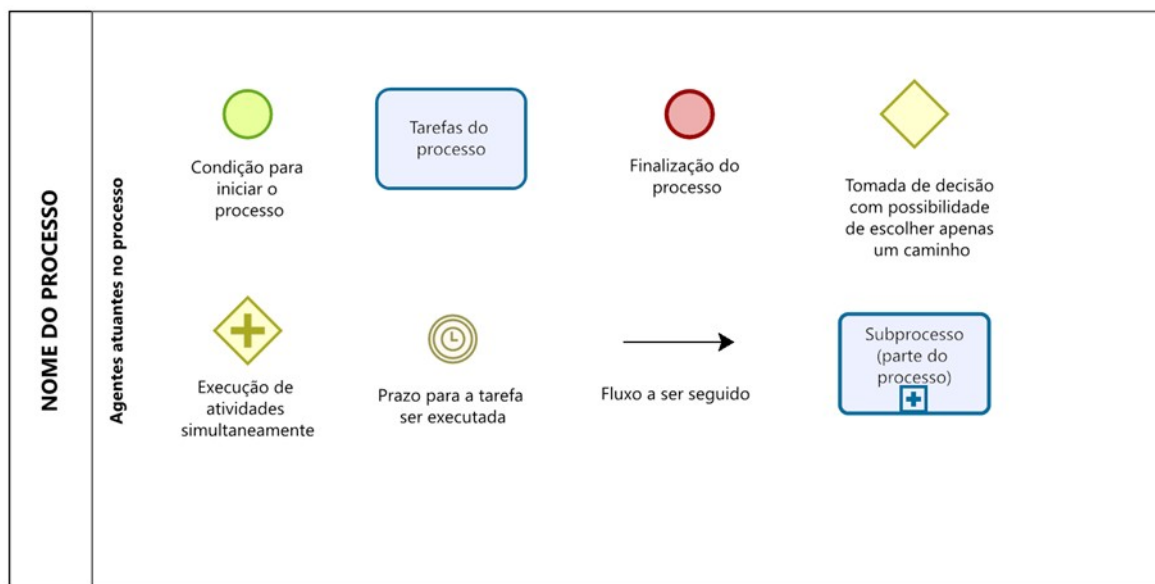 NOME DO PROCESSO
Agentes atuantes no processo
Condição para
iniciar o
processo
Tarefas do
processo
Finalização do
processo
Tomada de decisão
com possibilidade
de escolher apenas
um caminho
Execução de
atividades
simultaneamente
Prazo para a tarefa
ser executada
Fluxo a ser seguido
Subprocesso
(parte do
processo)